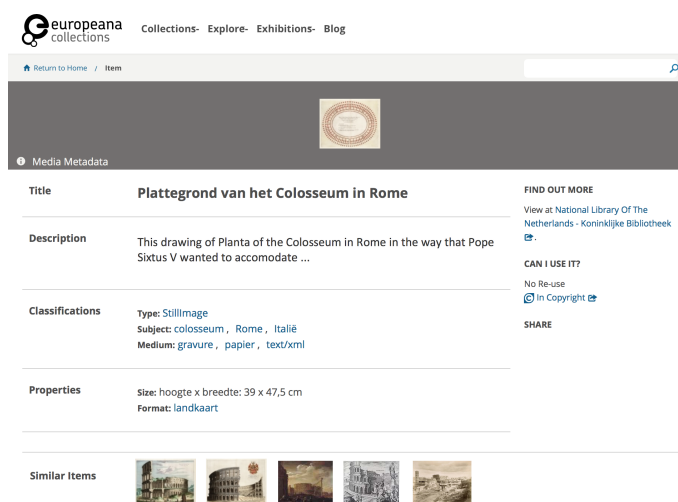 europeana
collections
Collections- Explore- Exhibitions- Blog
Return to Home / Item
Media Metadata
Title
Plattegrond van het Colosseum in Rome
Description
This drawing of Planta of the Colosseum in Rome in the way that Pope
Sixtus V wanted to accomodate ...
Classifications
Type: StillImage
Subject: colosseum , Rome , Italië
Medium: gravure , papier , text/xml
Properties
Size: hoogte x breedte: 39 x 47,5 cm
Format: landkaart
Similar Items
FIND OUT MORE
View at National Library Of The
Netherlands - Koninklijke Bibliotheek
.
CAN I USE IT?
No Re-use
In Copyright
SHARE